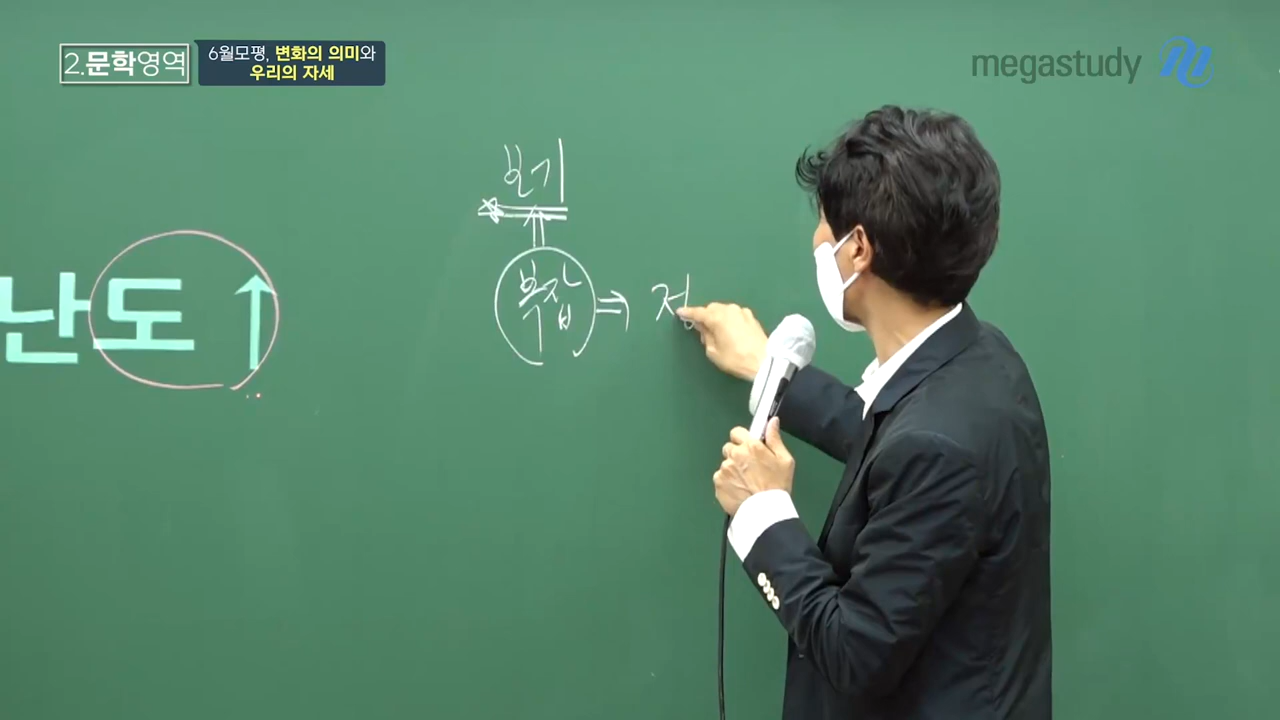 2.문학영역
6월모평, 변화의 의미와
우리의 자세
megastudy
난도↑
보기
복잡 ⇒ 정